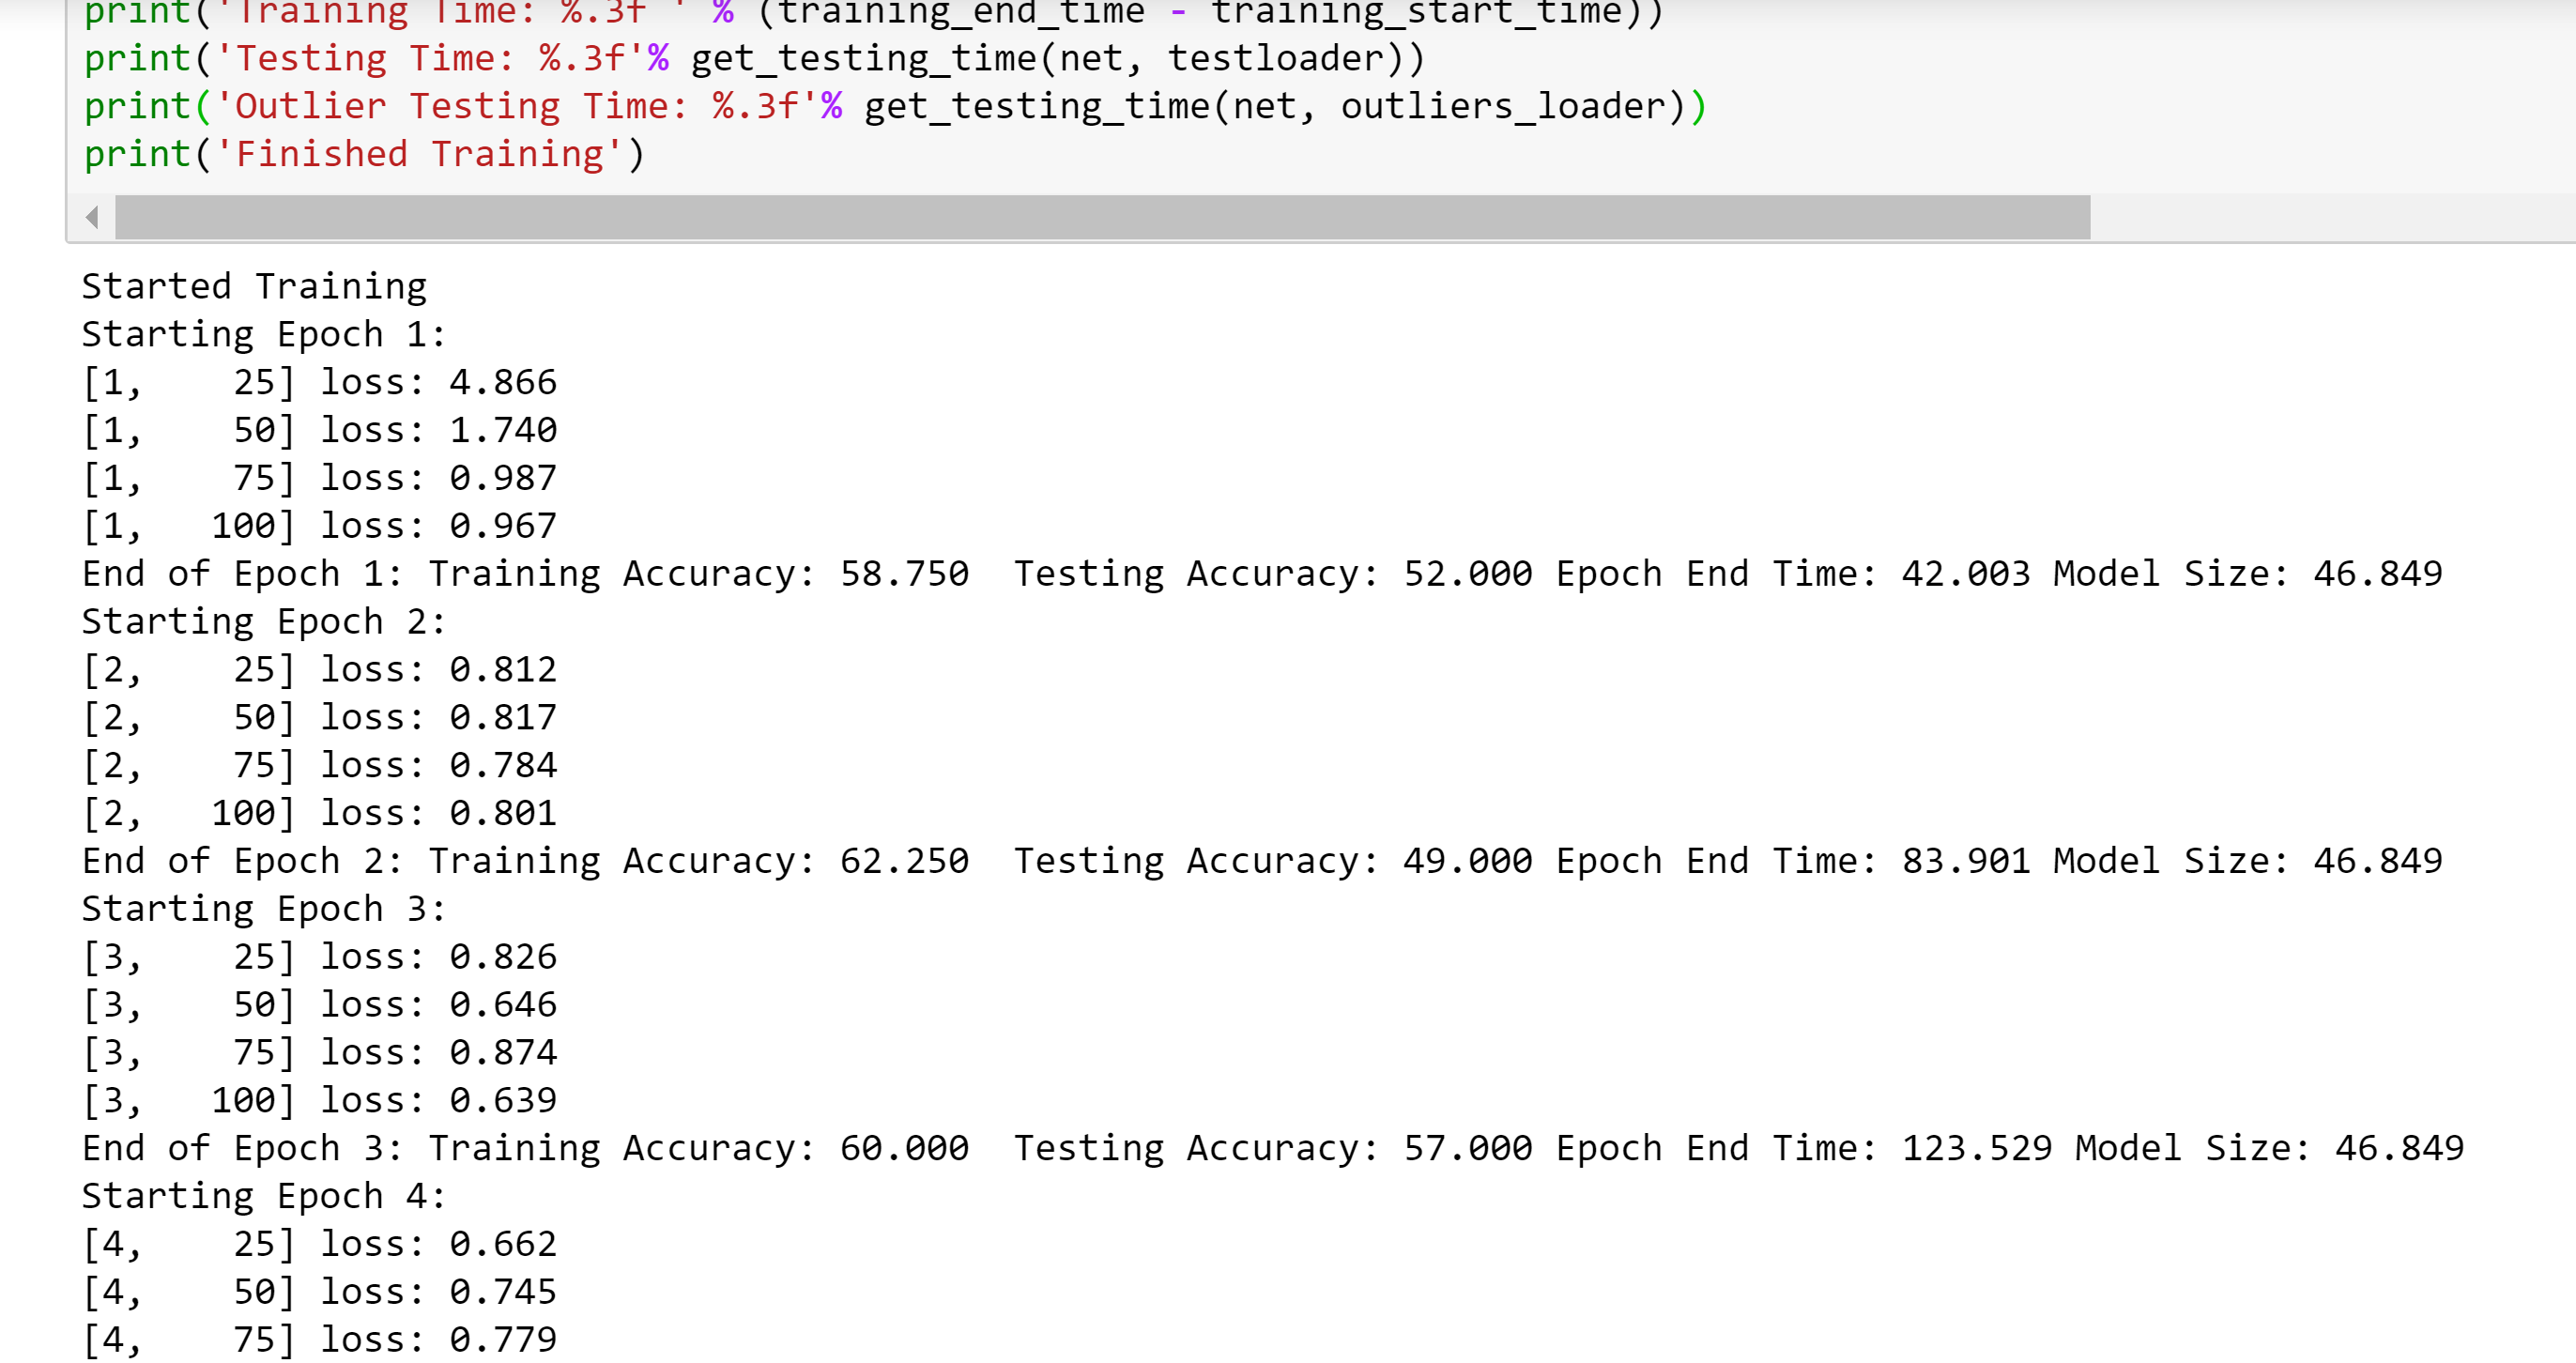 print('Training Time: %.3f ' % (training_end_time - training_start_time))
print('Testing Time: %.3f'% get_testing_time(net, testloader))
print('Outlier Testing Time: %.3f'% get_testing_time(net, outliers_loader))
print('Finished Training')
Started Training
Starting Epoch 1:
[1,    25] loss: 4.866
[1,    50] loss: 1.740
[1,    75] loss: 0.987
[1,   100] loss: 0.967
End of Epoch 1: Training Accuracy: 58.750  Testing Accuracy: 52.000 Epoch End Time: 42.003 Model Size: 46.849
Starting Epoch 2:
[2,    25] loss: 0.812
[2,    50] loss: 0.817
[2,    75] loss: 0.784
[2,   100] loss: 0.801
End of Epoch 2: Training Accuracy: 62.250  Testing Accuracy: 49.000 Epoch End Time: 83.901 Model Size: 46.849
Starting Epoch 3:
[3,    25] loss: 0.826
[3,    50] loss: 0.646
[3,    75] loss: 0.874
[3,   100] loss: 0.639
End of Epoch 3: Training Accuracy: 60.000  Testing Accuracy: 57.000 Epoch End Time: 123.529 Model Size: 46.849
Starting Epoch 4:
[4,    25] loss: 0.662
[4,    50] loss: 0.745
[4,    75] loss: 0.779